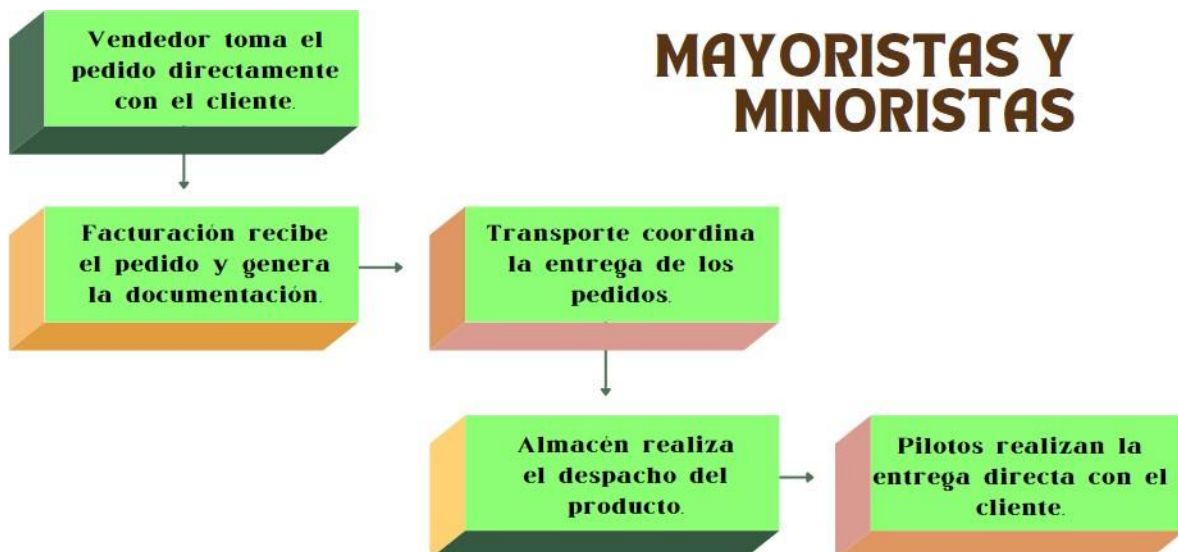 MAYORISTAS Y
MINORISTAS
Vendedor toma el
pedido directamente
con el cliente.
Facturación recibe
el pedido y genera
la documentación.
Transporte coordina
la entrega de los
pedidos.
Almacén realiza
el despacho del
producto.
Pilotos realizan la
entrega directa con el
cliente.